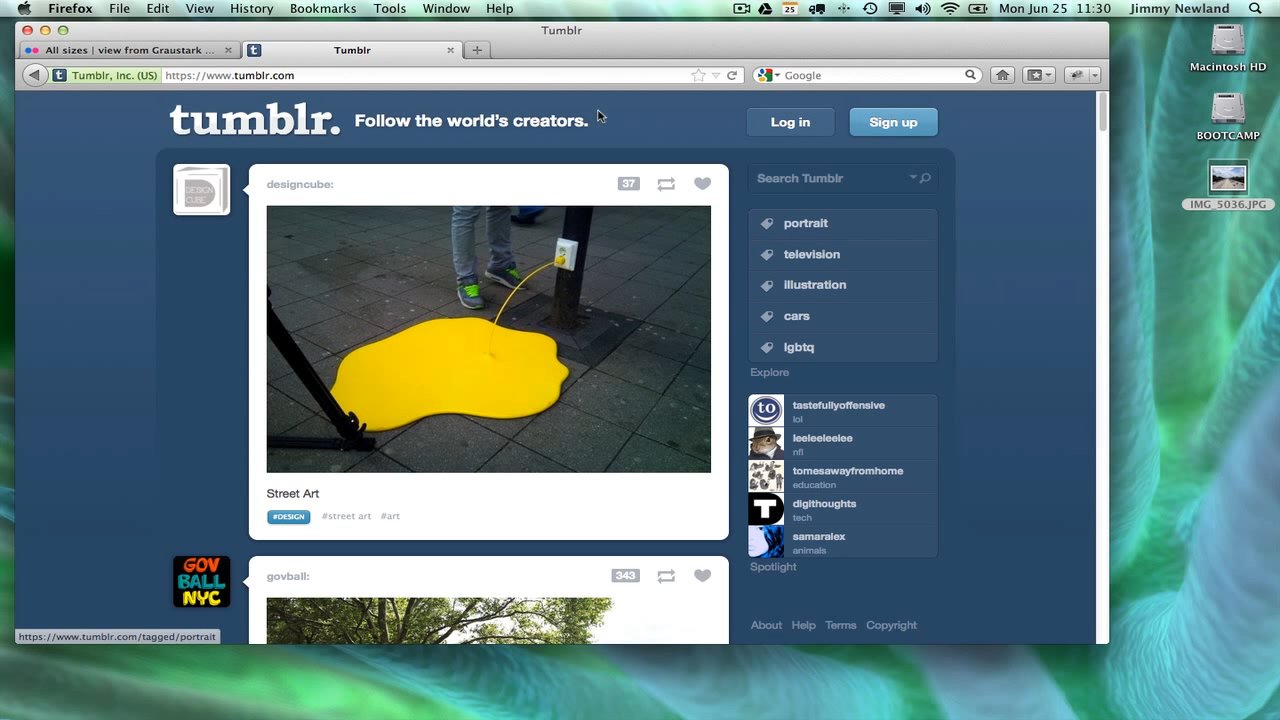 Firefox File Edit View History Bookmarks Tools Window Help 25 Mon Jun 25 11:30 Jimmy Newland
Tumblr
All sizes | view from Graustark ... Tumblr
Tumblr, Inc. (US) https://www.tumblr.com Google
Macintosh HD
BOOTCAMP
IMG_5036.JPG
tumblr. Follow the world's creators. Log in Sign up
DESIGN
CUBE
designcube: 37
Street Art
#DESIGN #street art #art
GOV
BALL
NYC
govball: 343
Search Tumblr
portrait
television
illustration
cars
lgbtq
Explore
to
tastefullyoffensive
lol
leeleeleelee
nfl
tomesawayfromhome
education
T
digithoughts
tech
samaralex
animals
Spotlight
About Help Terms Copyright
https://www.tumblr.com/tagged/portrait